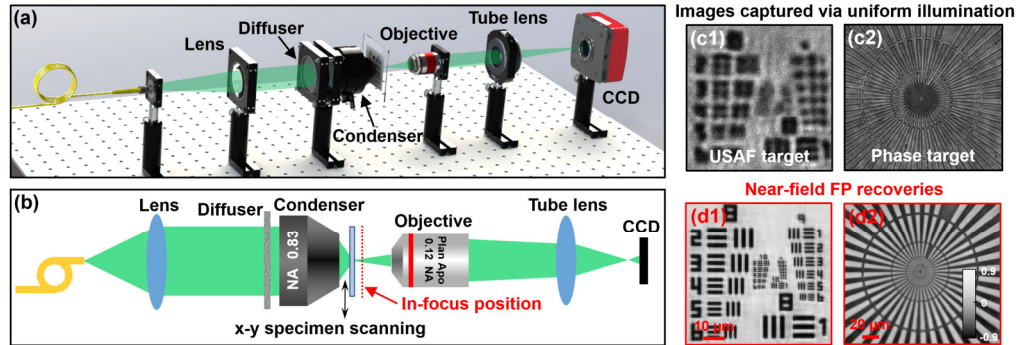 (a)
Diffuser
Lens
Objective
Tube lens
Condenser
CCD
Images captured via uniform illumination
(c1)
USAF target
(c2)
Phase target
(b)
Lens
Diffuser
Condenser
NA 0.83
Objective
Plan Apo
0.12 NA
Tube lens
CCD
In-focus position
x-y specimen scanning
Near-field FP recoveries
(d1)
10 µm
(d2)
20 µm
0.9
0
-0.9